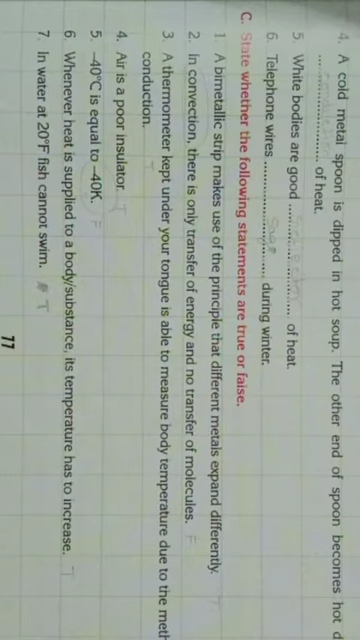 4. A cold metal spoon is dipped in hot soup. The other end of spoon becomes hot d
.................... of heat.
5 White bodies are good .................... of heat.
6. Telephone wires .................... during winter.
C. State whether the following statements are true or false.
1 A bimetallic strip makes use of the principle that different metals expand differently. T
2. In convection, there is only transfer of energy and no transfer of molecules. F
3 A thermometer kept under your tongue is able to measure body temperature due to the meth
conduction.
4. Air is a poor insulator. T
5. –40°C is equal to –40K. F
6 Whenever heat is supplied to a body/substance, its temperature has to increase. T
7. In water at 20°F fish cannot swim. T
77